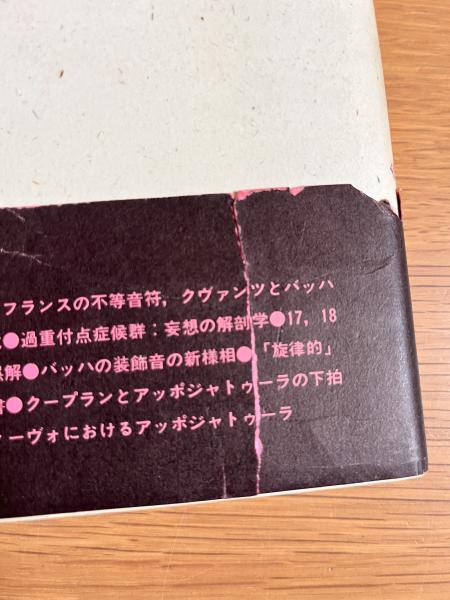 フランスの不等音符，クヴァンツとバッハ
●過重付点症候群：妄想の解剖学●17，18
解●バッハの装飾音の新様相●「旋律的」
●クープランとアッポジャトゥーラの下拍
ーヴォにおけるアッポジャトゥーラ